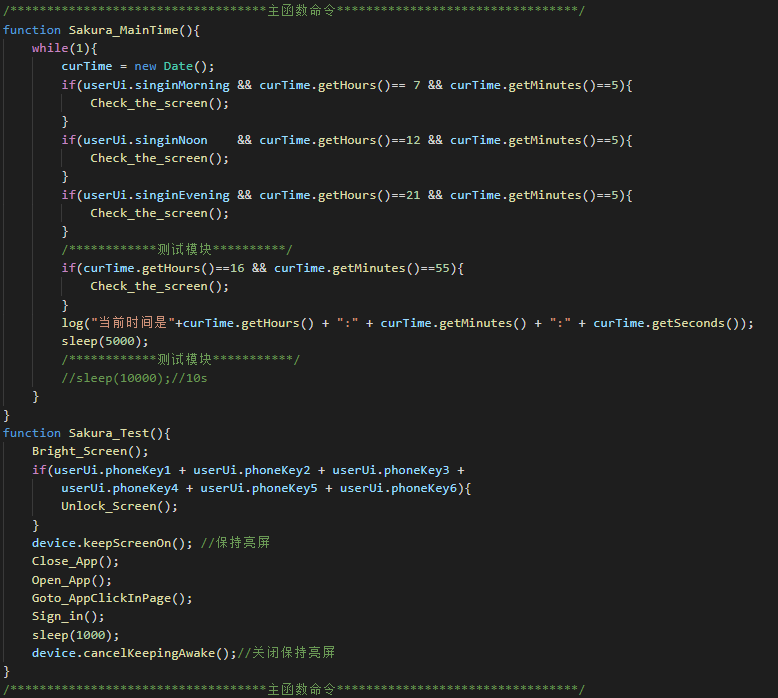 /***********************************主函数命令*********************************/
function Sakura_MainTime(){
    while(1){
        curTime = new Date();
        if(userUi.singinMorning && curTime.getHours()== 7 && curTime.getMinutes()==5){
            Check_the_screen();
        }
        if(userUi.singinNoon    && curTime.getHours()==12 && curTime.getMinutes()==5){
            Check_the_screen();
        }
        if(userUi.singinEvening && curTime.getHours()==21 && curTime.getMinutes()==5){
            Check_the_screen();
        }
        /************测试模块**********/
        if(curTime.getHours()==16 && curTime.getMinutes()==55){
            Check_the_screen();
        }
        log("当前时间是"+curTime.getHours() + ":" + curTime.getMinutes() + ":" + curTime.getSeconds());
        sleep(5000);
        /************测试模块***********/
        //sleep(10000);//10s
    }
}
function Sakura_Test(){
    Bright_Screen();
    if(userUi.phoneKey1 + userUi.phoneKey2 + userUi.phoneKey3 +
        userUi.phoneKey4 + userUi.phoneKey5 + userUi.phoneKey6){
        Unlock_Screen();
    }
    device.keepScreenOn(); //保持亮屏
    Close_App();
    Open_App();
    Goto_AppClickInPage();
    Sign_in();
    sleep(1000);
    device.cancelKeepingAwake();//关闭保持亮屏
}
/***********************************主函数命令*********************************/